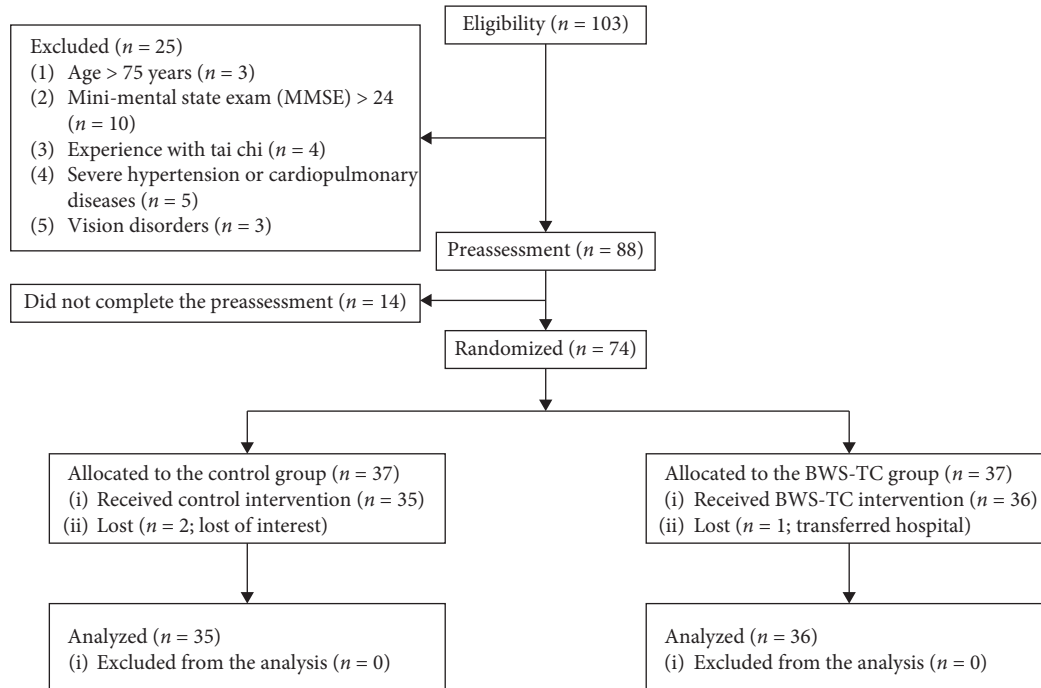 Eligibility (n = 103)
Excluded (n = 25)
(1) Age > 75 years (n = 3)
(2) Mini-mental state exam (MMSE) > 24
(n = 10)
(3) Experience with tai chi (n = 4)
(4) Severe hypertension or cardiopulmonary
diseases (n = 5)
(5) Vision disorders (n = 3)
Preassessment (n = 88)
Did not complete the preassessment (n = 14)
Randomized (n = 74)
Allocated to the control group (n = 37)
(i) Received control intervention (n = 35)
(ii) Lost (n = 2; lost of interest)
Allocated to the BWS-TC group (n = 37)
(i) Received BWS-TC intervention (n = 36)
(ii) Lost (n = 1; transferred hospital)
Analyzed (n = 35)
(i) Excluded from the analysis (n = 0)
Analyzed (n = 36)
(i) Excluded from the analysis (n = 0)